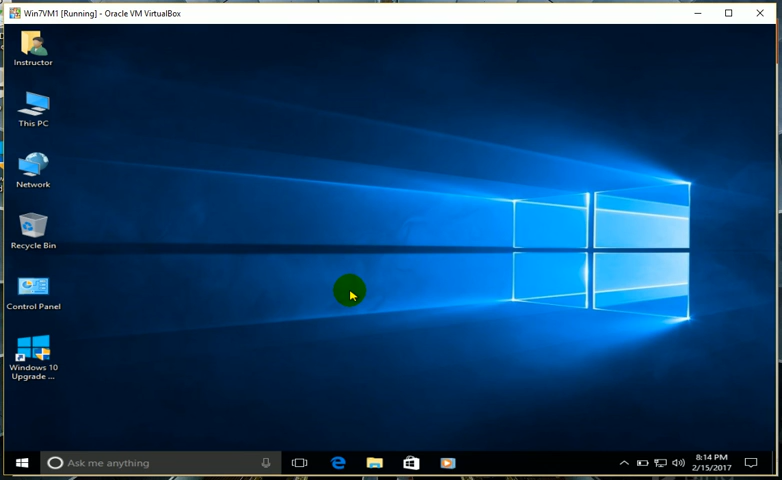 Win7VM1 [Running] - Oracle VM VirtualBox
Instructor
This PC
Network
Recycle Bin
Control Panel
Windows 10
Upgrade ...
Ask me anything
8:14 PM
2/15/2017